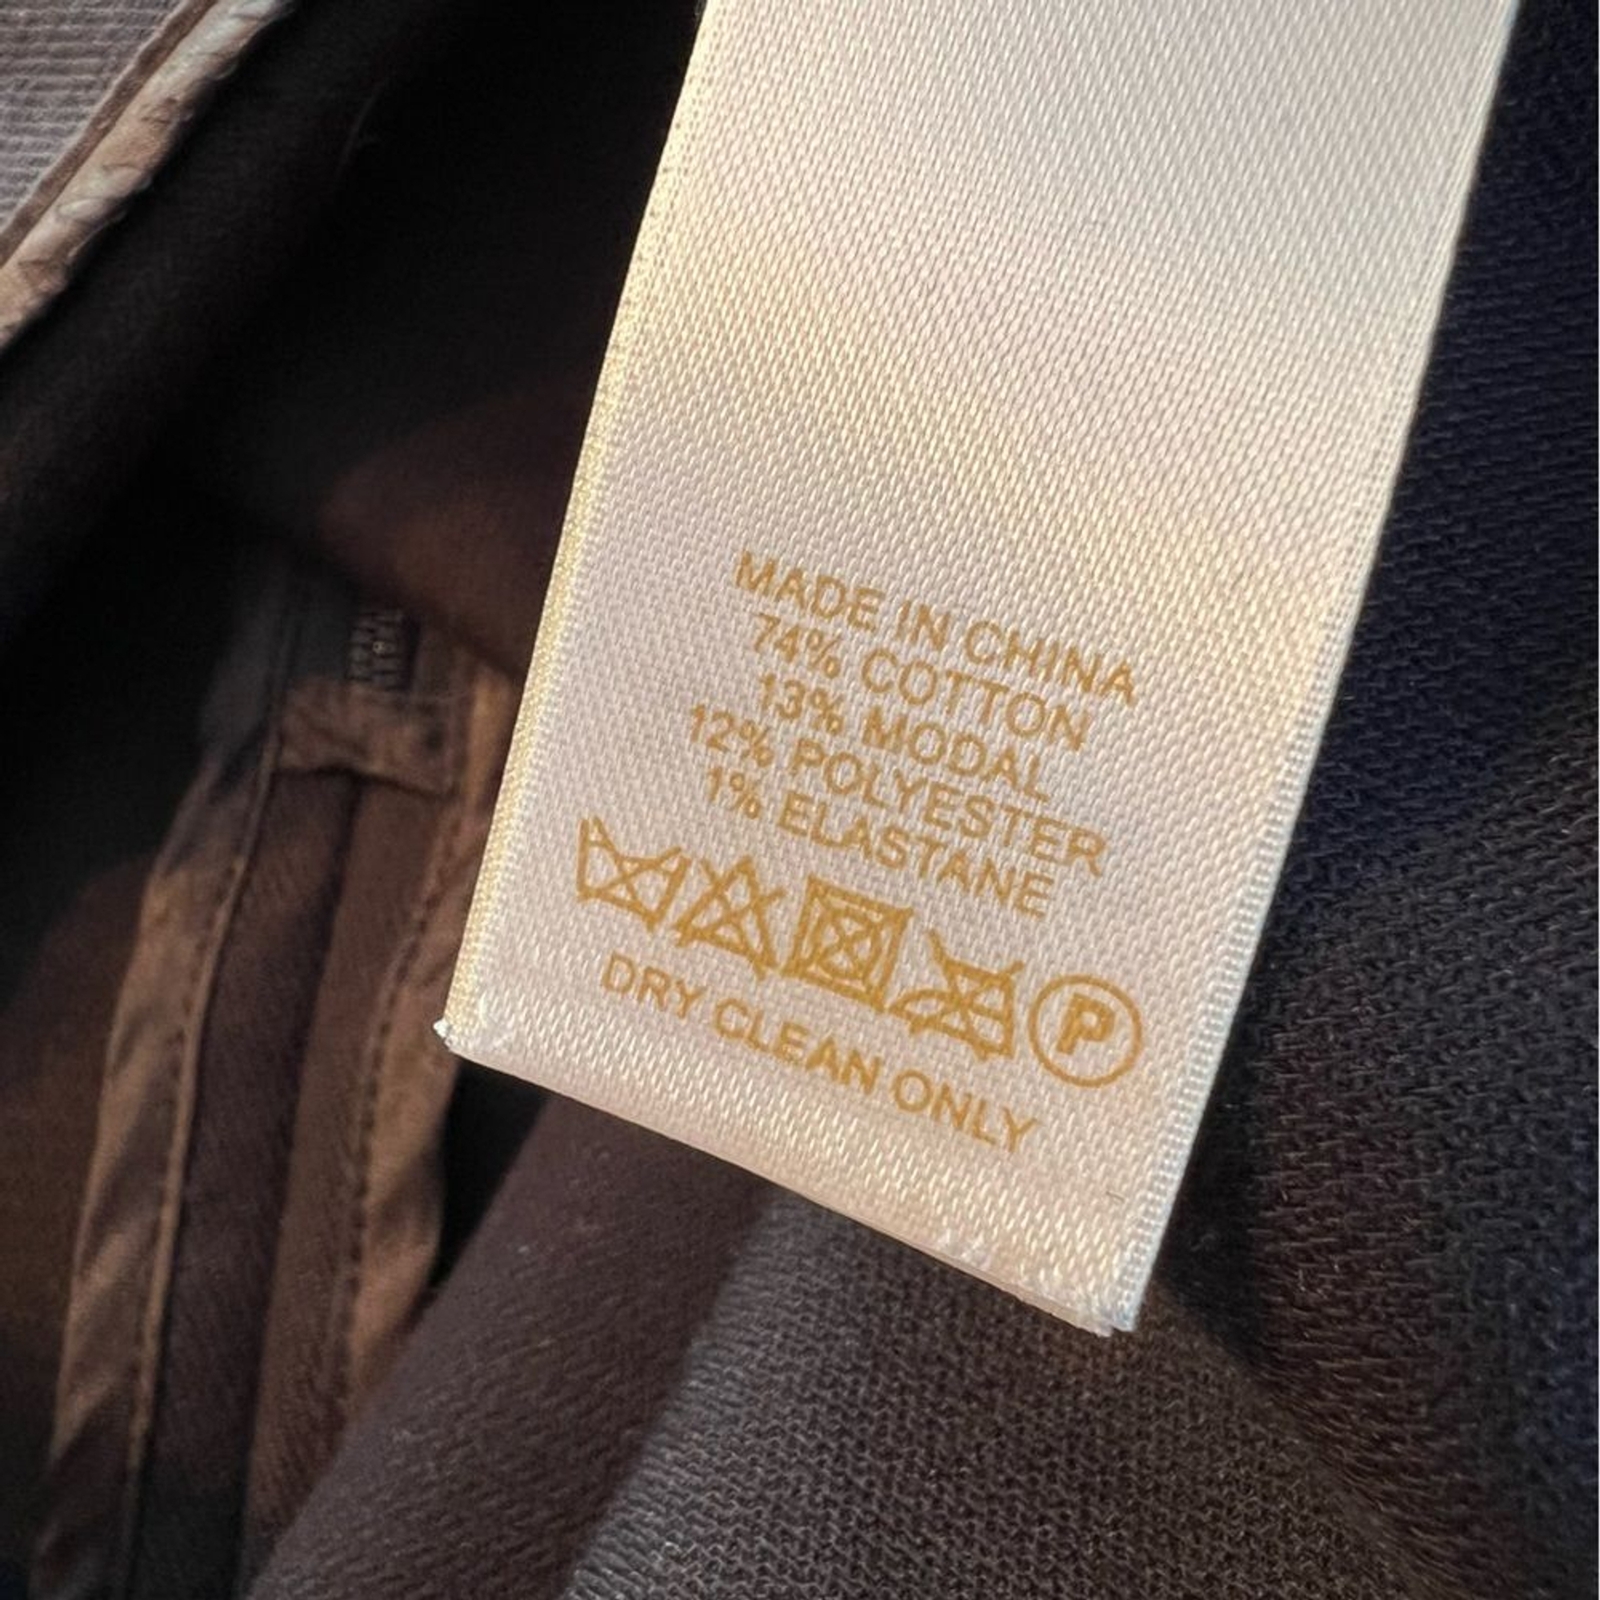 MADE IN CHINA
74% COTTON
13% MODAL
12% POLYESTER
1% ELASTANE
P
DRY CLEAN ONLY